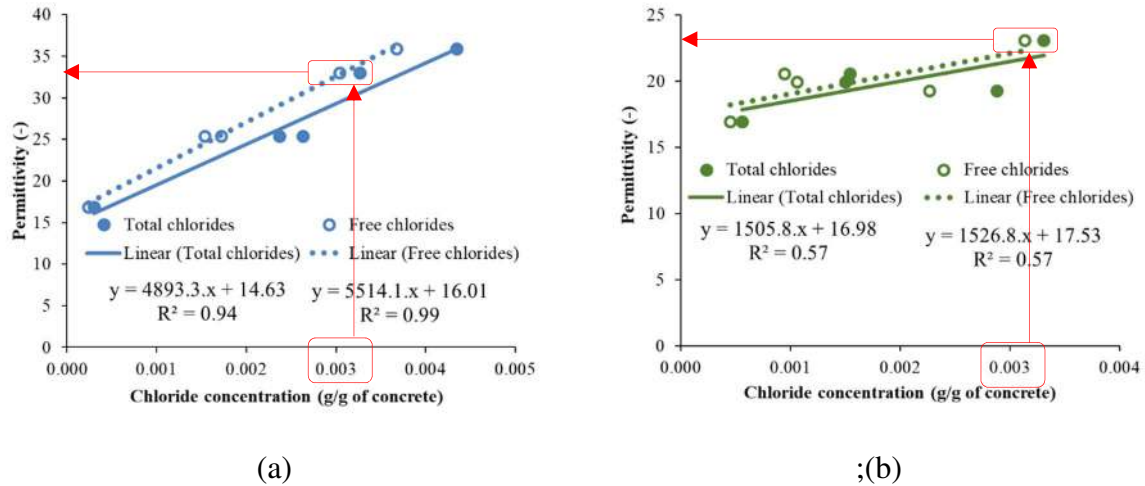 40
35
30
25
20
15
10
5
0
Permittivity (-)
Total chlorides
Free chlorides
Linear (Total chlorides)
Linear (Free chlorides)
y = 4893.3.x + 14.63
R² = 0.94
y = 5514.1.x + 16.01
R² = 0.99
0.000 0.001 0.002 0.003 0.004 0.005
Chloride concentration (g/g of concrete)
(a)
25
20
15
10
5
0
Permittivity (-)
Total chlorides
Free chlorides
Linear (Total chlorides)
Linear (Free chlorides)
y = 1505.8.x + 16.98
R² = 0.57
y = 1526.8.x + 17.53
R² = 0.57
0.000 0.001 0.002 0.003 0.004
Chloride concentration (g/g of concrete)
;(b)